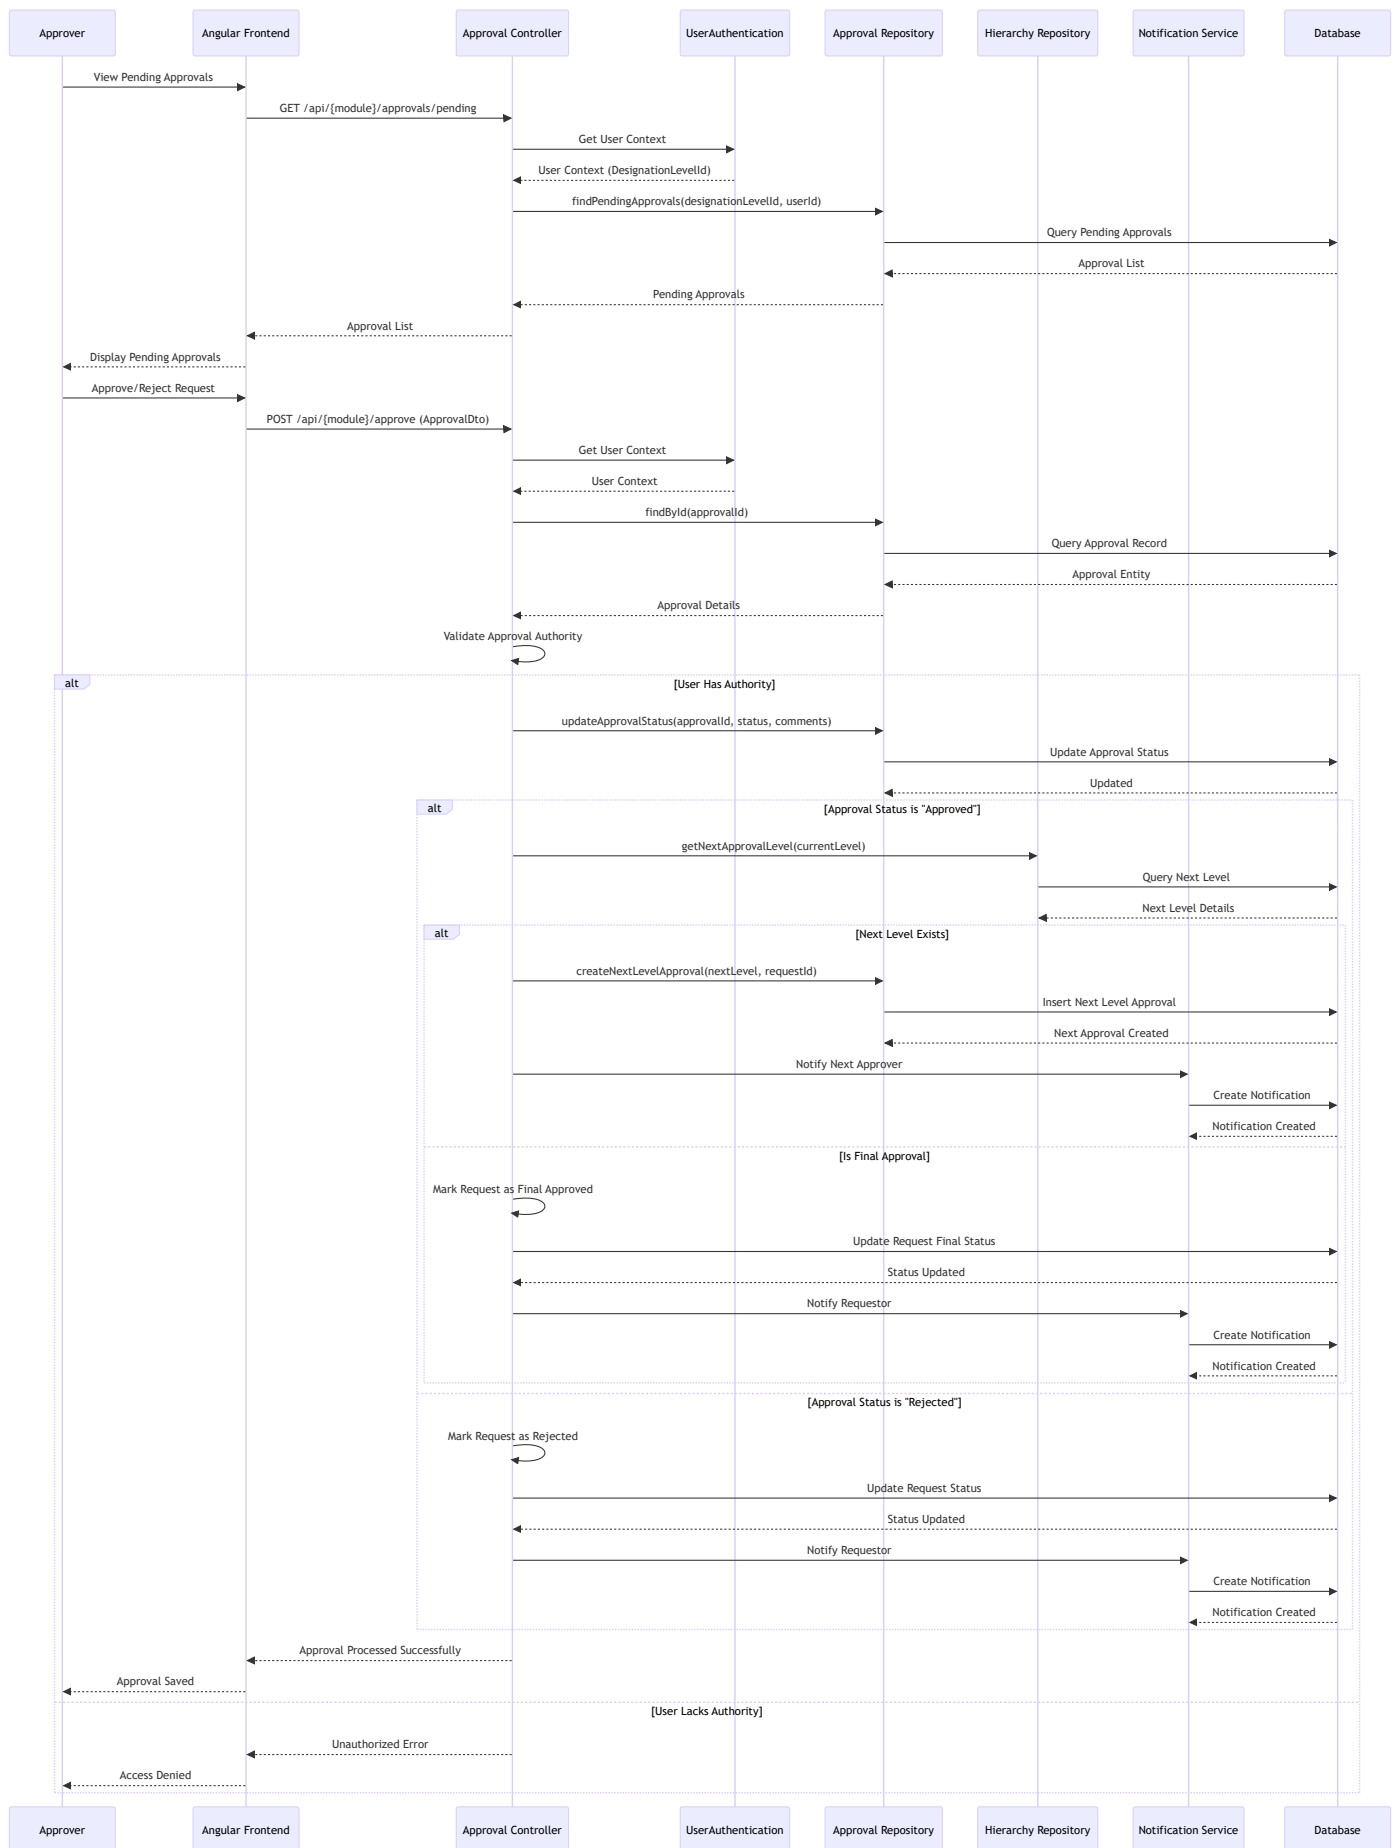 Approver
Angular Frontend
Approval Controller
UserAuthentication
Approval Repository
Hierarchy Repository
Notification Service
Database
View Pending Approvals
GET /api/{module}/approvals/pending
Get User Context
User Context (DesignationLevelId)
findPendingApprovals(designationLevelId, userId)
Query Pending Approvals
Approval List
Pending Approvals
Approval List
Display Pending Approvals
Approve/Reject Request
POST /api/{module}/approve (ApprovalDto)
Get User Context
User Context
findById(approvalId)
Query Approval Record
Approval Entity
Approval Details
Validate Approval Authority
alt
[User Has Authority]
updateApprovalStatus(approvalId, status, comments)
Update Approval Status
Updated
alt
[Approval Status is "Approved"]
getNextApprovalLevel(currentLevel)
Query Next Level
Next Level Details
alt
[Next Level Exists]
createNextLevelApproval(nextLevel, requestId)
Insert Next Level Approval
Next Approval Created
Notify Next Approver
Create Notification
Notification Created
[Is Final Approval]
Mark Request as Final Approved
Update Request Final Status
Status Updated
Notify Requestor
Create Notification
Notification Created
[Approval Status is "Rejected"]
Mark Request as Rejected
Update Request Status
Status Updated
Notify Requestor
Create Notification
Notification Created
Approval Processed Successfully
Approval Saved
[User Lacks Authority]
Unauthorized Error
Access Denied
Approver
Angular Frontend
Approval Controller
UserAuthentication
Approval Repository
Hierarchy Repository
Notification Service
Database